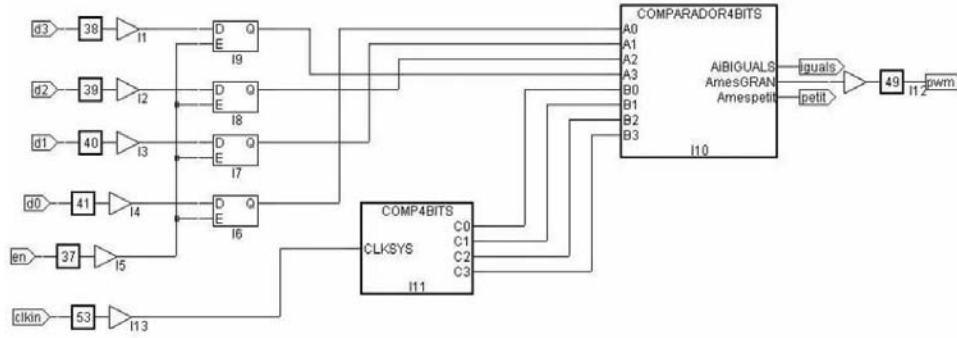 COMPARADOR4BITS
d3 38 I1 D Q
E
I9
A0
A1
A2
A3
B0
B1
B2
B3
AiBIGUALS iguals
AmesGRAN 49 I12 pwm
Amespetit petit
I10
d2 39 I2 D Q
E
I8
d1 40 I3 D Q
E
I7
d0 41 I4 D Q
E
I6
en 37 I5
COMP4BITS
CLKSYS
C0
C1
C2
C3
I11
clkin 53 I13